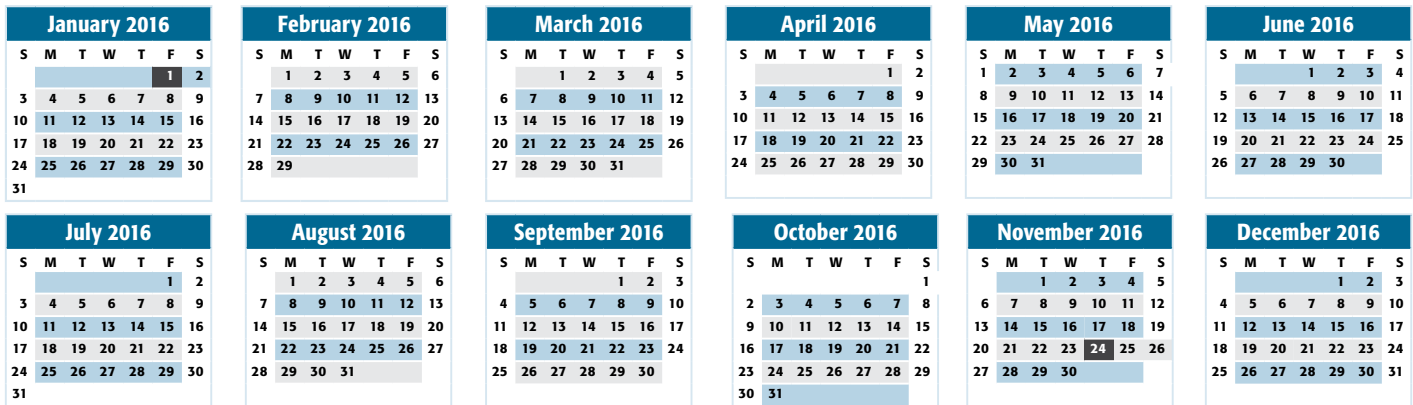 January 2016
S M T W T F S
1 2
3 4 5 6 7 8 9
10 11 12 13 14 15 16
17 18 19 20 21 22 23
24 25 26 27 28 29 30
31
February 2016
S M T W T F S
1 2 3 4 5 6
7 8 9 10 11 12 13
14 15 16 17 18 19 20
21 22 23 24 25 26 27
28 29
March 2016
S M T W T F S
1 2 3 4 5
6 7 8 9 10 11 12
13 14 15 16 17 18 19
20 21 22 23 24 25 26
27 28 29 30 31
April 2016
S M T W T F S
1 2
3 4 5 6 7 8 9
10 11 12 13 14 15 16
17 18 19 20 21 22 23
24 25 26 27 28 29 30
May 2016
S M T W T F S
1 2 3 4 5 6 7
8 9 10 11 12 13 14
15 16 17 18 19 20 21
22 23 24 25 26 27 28
29 30 31
June 2016
S M T W T F S
1 2 3 4
5 6 7 8 9 10 11
12 13 14 15 16 17 18
19 20 21 22 23 24 25
26 27 28 29 30
July 2016
S M T W T F S
1 2
3 4 5 6 7 8 9
10 11 12 13 14 15 16
17 18 19 20 21 22 23
24 25 26 27 28 29 30
31
August 2016
S M T W T F S
1 2 3 4 5 6
7 8 9 10 11 12 13
14 15 16 17 18 19 20
21 22 23 24 25 26 27
28 29 30 31
September 2016
S M T W T F S
1 2 3
4 5 6 7 8 9 10
11 12 13 14 15 16 17
18 19 20 21 22 23 24
25 26 27 28 29 30
October 2016
S M T W T F S
1
2 3 4 5 6 7 8
9 10 11 12 13 14 15
16 17 18 19 20 21 22
23 24 25 26 27 28 29
30 31
November 2016
S M T W T F S
1 2 3 4 5
6 7 8 9 10 11 12
13 14 15 16 17 18 19
20 21 22 23 24 25 26
27 28 29 30
December 2016
S M T W T F S
1 2 3
4 5 6 7 8 9 10
11 12 13 14 15 16 17
18 19 20 21 22 23 24
25 26 27 28 29 30 31